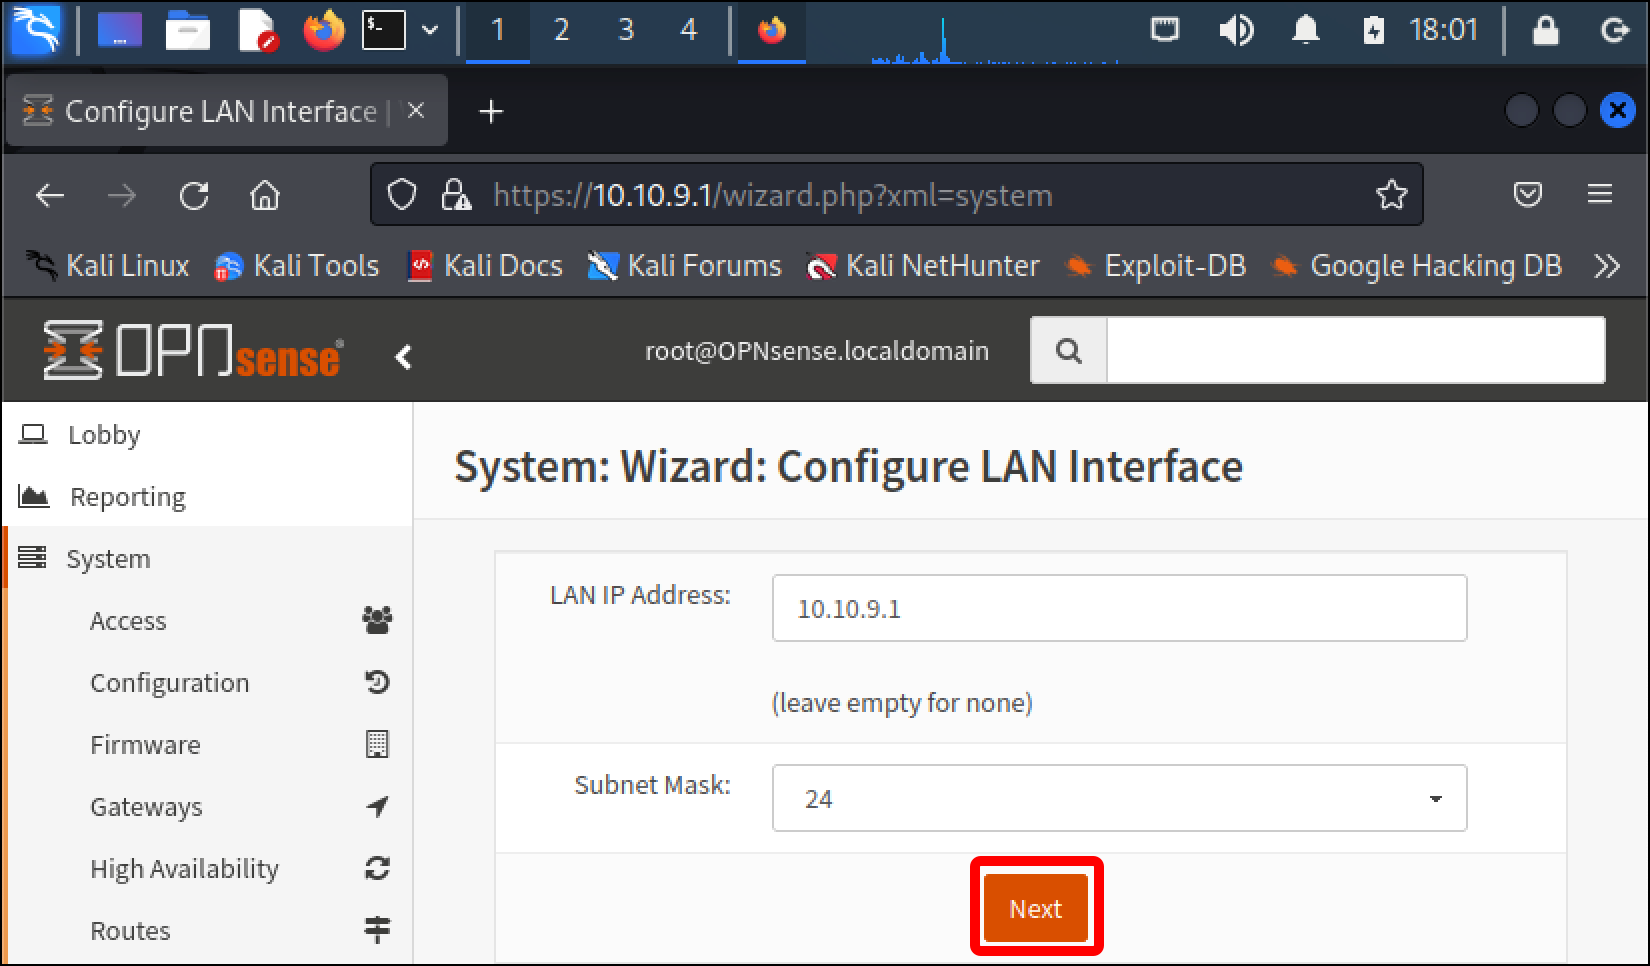 1 2 3 4 18:01
Configure LAN Interface |
https://10.10.9.1/wizard.php?xml=system
Kali Linux Kali Tools Kali Docs Kali Forums Kali NetHunter Exploit-DB Google Hacking DB
OPNsense® root@OPNsense.localdomain
Lobby
Reporting
System
Access
Configuration
Firmware
Gateways
High Availability
Routes
System: Wizard: Configure LAN Interface
LAN IP Address: 10.10.9.1
(leave empty for none)
Subnet Mask: 24
Next